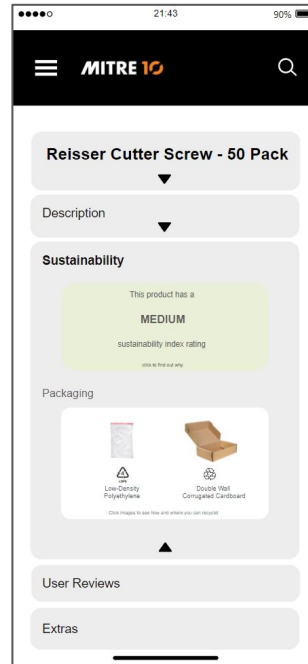 21:43
90%
MITRE 10
Reisser Cutter Screw - 50 Pack
Description
Sustainability
This product has a
MEDIUM
sustainability index rating
click to find out why
Packaging
4
LDPE
Low-Density
Polyethylene
Double Wall
Corrugated Cardboard
Click images to see how and where you can recycle!
User Reviews
Extras